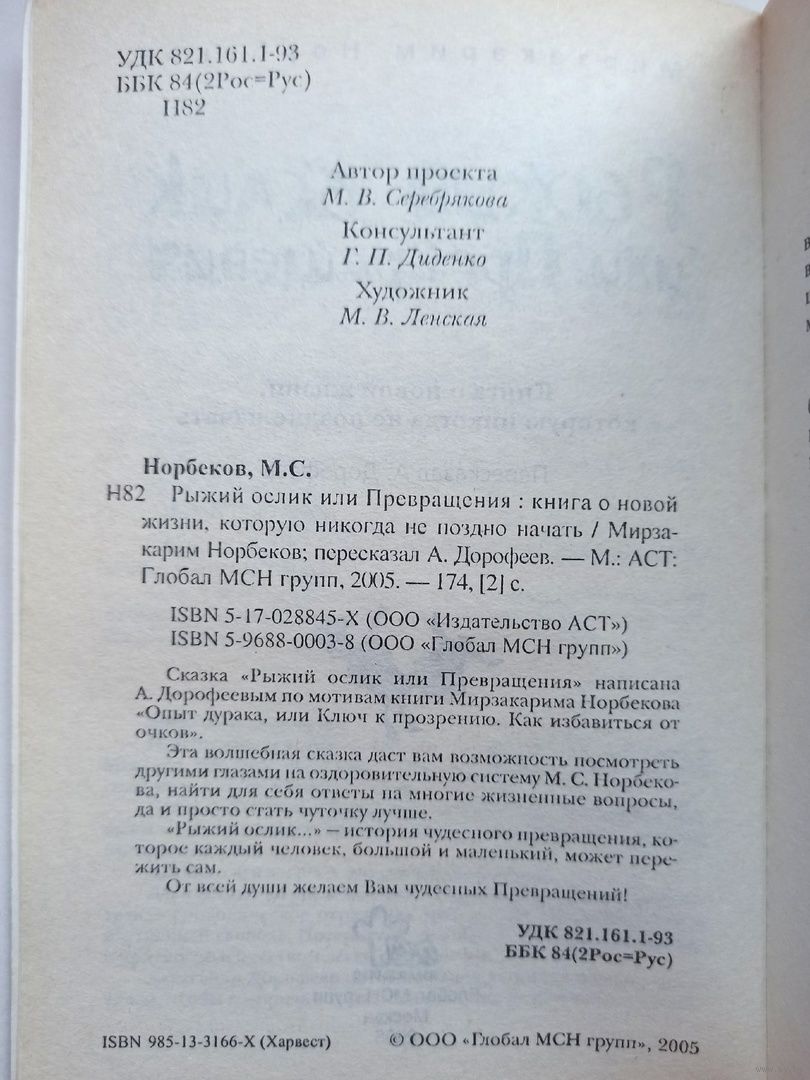 УДК 821.161.1-93
ББК 84(2Рос=Рус)
Н82
Автор проекта
М. В. Серебрякова
Консультант
Г. П. Диденко
Художник
М. В. Ленская
Норбеков, М.С.
Н82 Рыжий ослик или Превращения : книга о новой
жизни, которую никогда не поздно начать / Мирза-
карим Норбеков; пересказал А. Дорофеев. — М.: АСТ:
Глобал МСН групп, 2005. — 174, [2] с.
ISBN 5-17-028845-X (ООО «Издательство АСТ»)
ISBN 5-9688-0003-8 (ООО «Глобал МСН групп»)
Сказка «Рыжий ослик или Превращения» написана
А. Дорофеевым по мотивам книги Мирзакарима Норбекова
«Опыт дурака, или Ключ к прозрению. Как избавиться от
очков».
Эта волшебная сказка даст вам возможность посмотреть
другими глазами на оздоровительную систему М. С. Норбеко-
ва, найти для себя ответы на многие жизненные вопросы,
да и просто стать чуточку лучше.
«Рыжий ослик...» — история чудесного превращения, ко-
торое каждый человек, большой и маленький, может пере-
жить сам.
От всей души желаем Вам чудесных Превращений!
УДК 821.161.1-93
ББК 84(2Рос=Рус)
ISBN 985-13-3166-X (Харвест)
© ООО «Глобал МСН групп», 2005